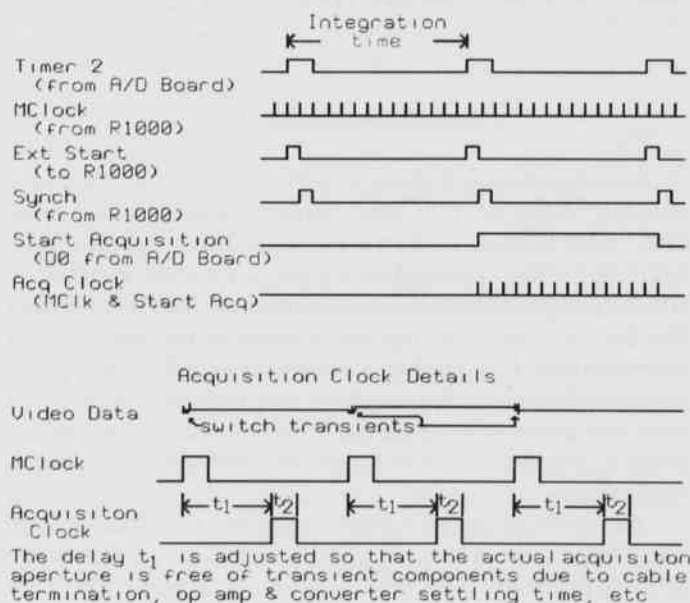 Integration
time
Timer 2
(from A/D Board)
MClock
(from R1000)
Ext Start
(to R1000)
Synch
(from R1000)
Start Acquisition
(D0 from A/D Board)
Acq Clock
(MClk & Start Acq)
Acquisition Clock Details
Video Data
switch transients
MClock
t1 t2 t1 t2 t1 t2
Acquisiton
Clock
The delay t1 is adjusted so that the actual acquisiton
aperture is free of transient components due to cable
termination, op amp & converter settling time, etc